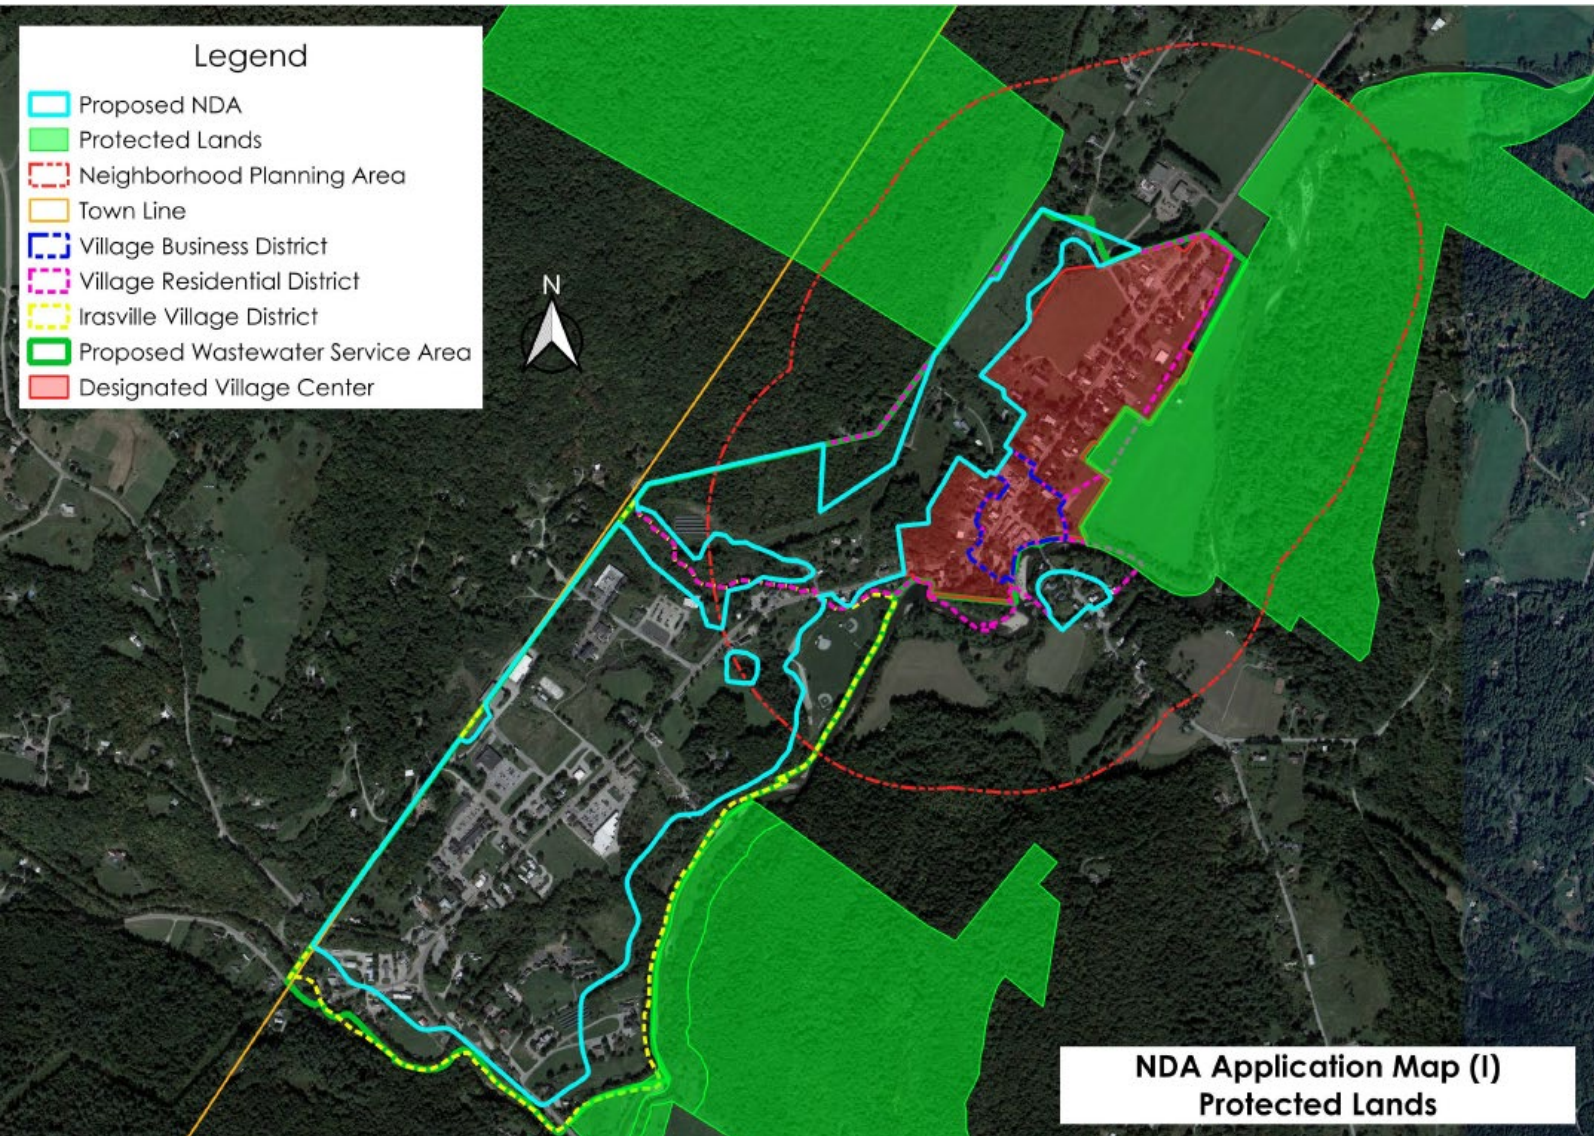 Legend
Proposed NDA
Protected Lands
Neighborhood Planning Area
Town Line
Village Business District
Village Residential District
Irasville Village District
Proposed Wastewater Service Area
Designated Village Center
N
NDA Application Map (I)
Protected Lands